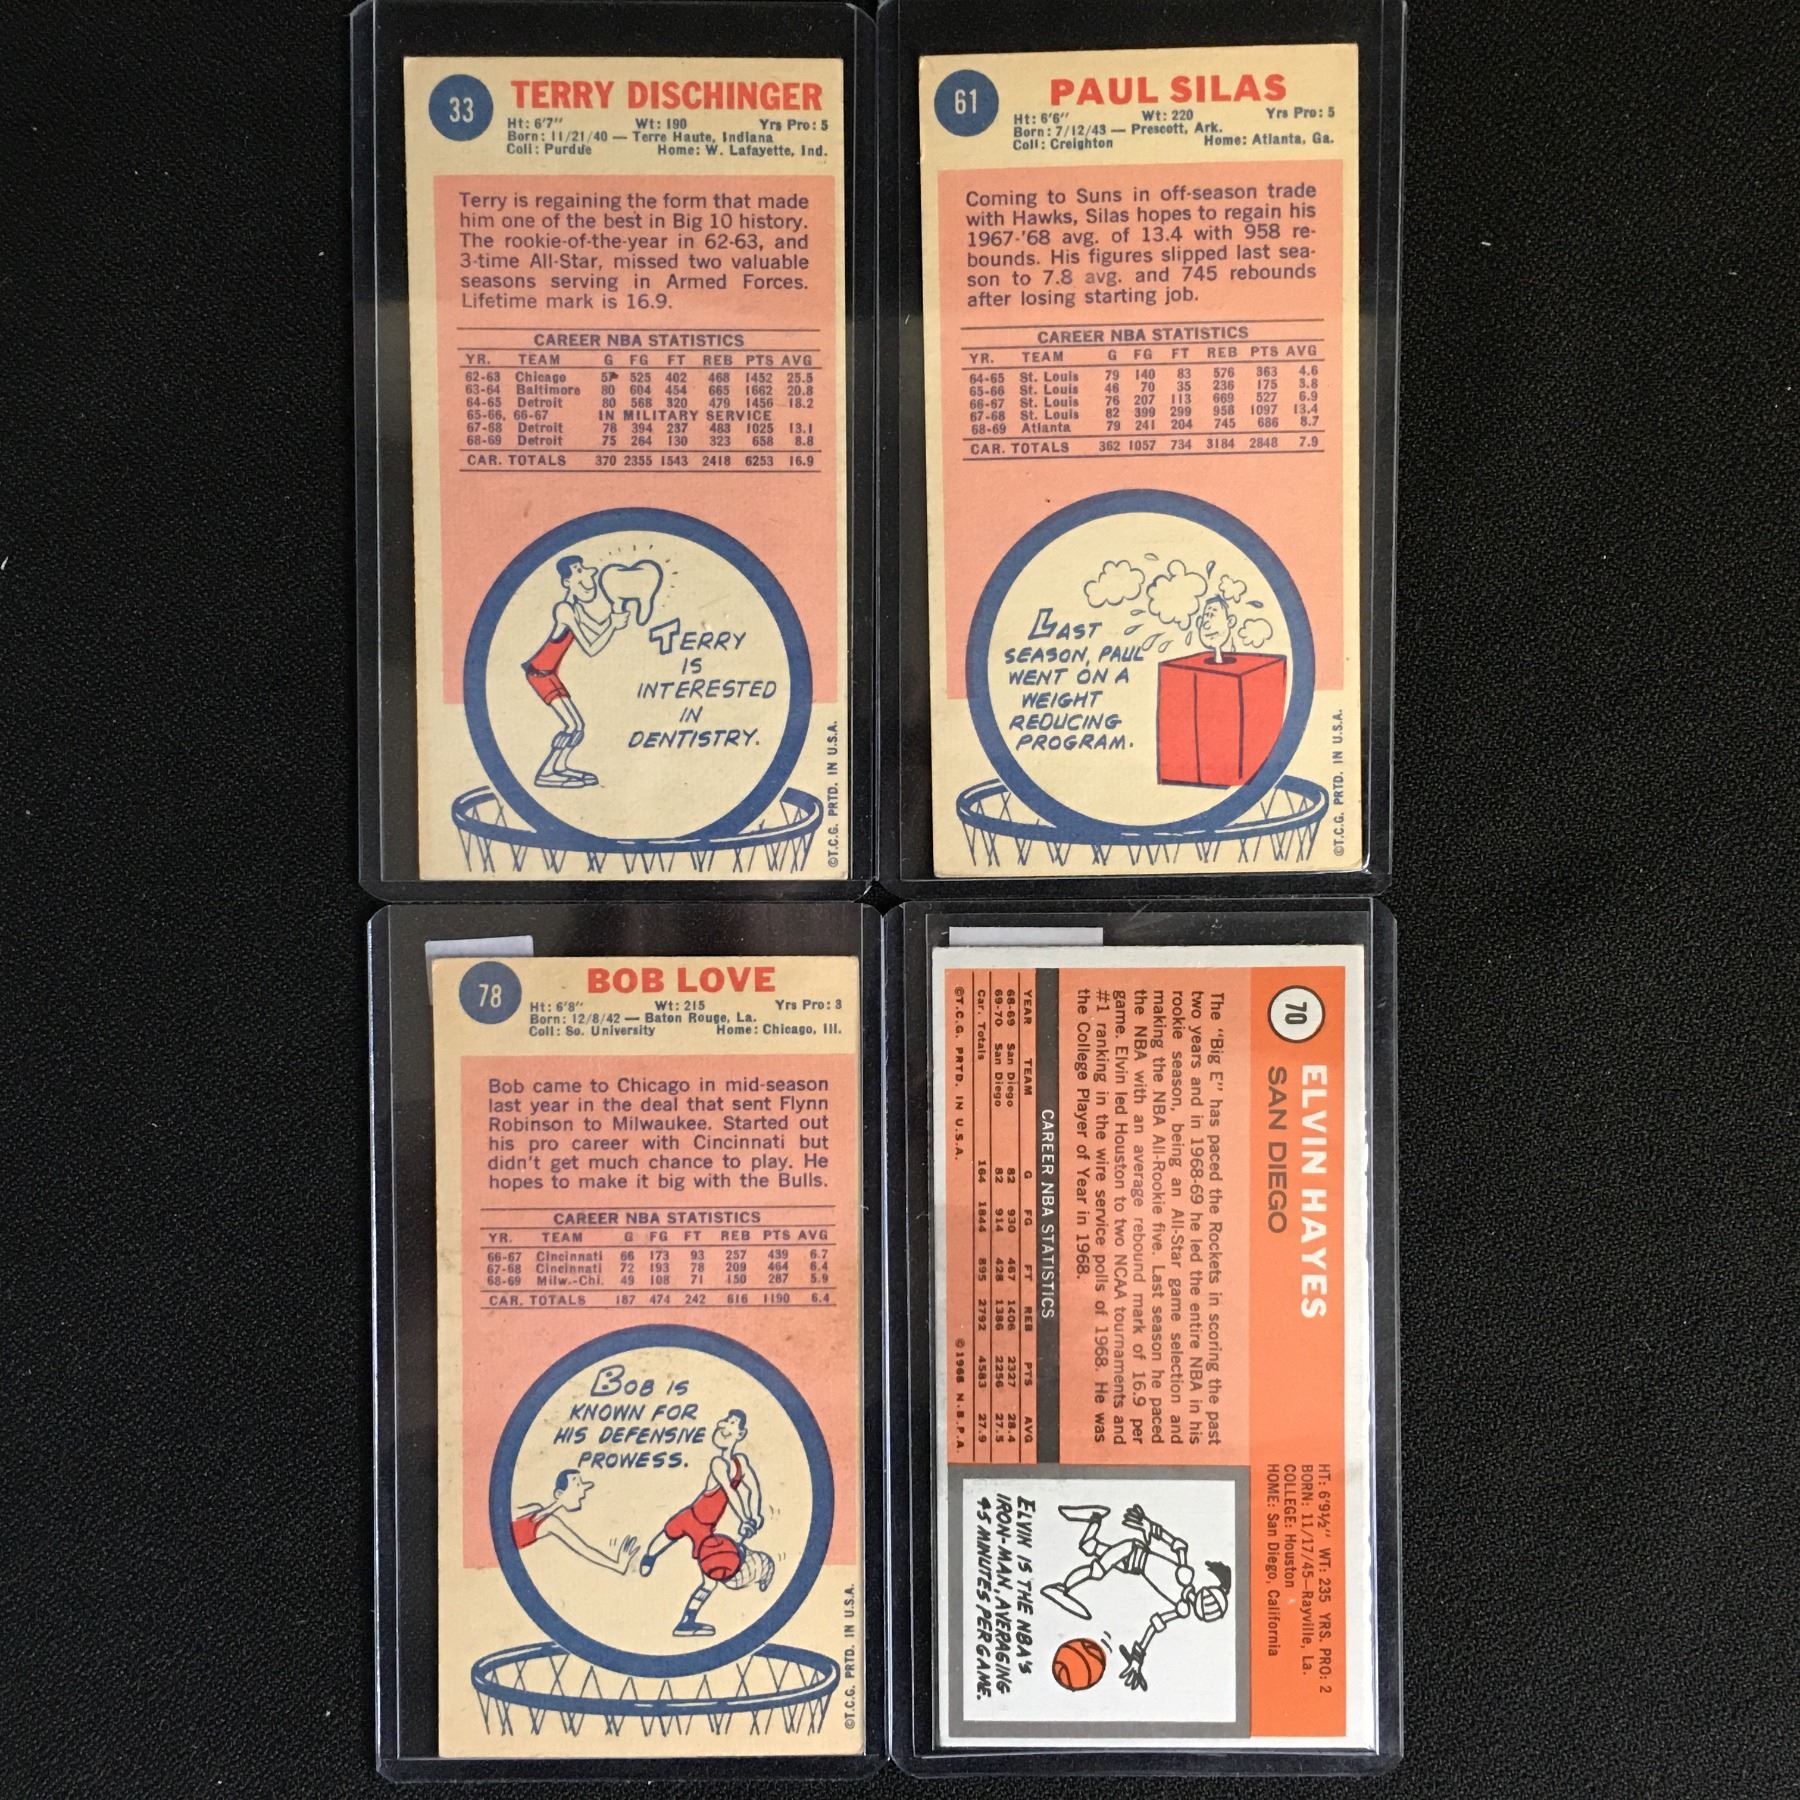 33
TERRY DISCHINGER
Ht: 6'7" Wt: 190 Yrs Pro: 5
Born: 11/21/40 — Terre Haute, Indiana
Coll: Purdue Home: W. Lafayette, Ind.
Terry is regaining the form that made
him one of the best in Big 10 history.
The rookie-of-the-year in 62-63, and
3-time All-Star, missed two valuable
seasons serving in Armed Forces.
Lifetime mark is 16.9.
CAREER NBA STATISTICS
YR. TEAM G FG FT REB PTS AVG
62-63 Chicago 57 525 402 468 1452 25.5
63-64 Baltimore 80 604 454 665 1662 20.8
64-65 Detroit 80 568 320 479 1456 18.2
65-66, 66-67 IN MILITARY SERVICE
67-68 Detroit 78 394 237 483 1025 13.1
68-69 Detroit 75 264 130 323 658 8.8
CAR. TOTALS 370 2355 1543 2418 6253 16.9
TERRY
IS
INTERESTED
IN
DENTISTRY.
©T.C.G. PRTD. IN U.S.A.
61
PAUL SILAS
Ht: 6'6" Wt: 220 Yrs Pro: 5
Born: 7/12/43 — Prescott, Ark.
Coll: Creighton Home: Atlanta, Ga.
Coming to Suns in off-season trade
with Hawks, Silas hopes to regain his
1967-'68 avg. of 13.4 with 958 re-
bounds. His figures slipped last sea-
son to 7.8 avg. and 745 rebounds
after losing starting job.
CAREER NBA STATISTICS
YR. TEAM G FG FT REB PTS AVG
64-65 St. Louis 79 140 83 576 363 4.6
65-66 St. Louis 46 70 35 236 175 3.8
66-67 St. Louis 76 207 113 669 527 6.9
67-68 St. Louis 82 399 299 958 1097 13.4
68-69 Atlanta 79 241 204 745 686 8.7
CAR. TOTALS 362 1057 734 3184 2848 7.9
LAST
SEASON, PAUL
WENT ON A
WEIGHT
REDUCING
PROGRAM.
©T.C.G. PRTD. IN U.S.A.
78
BOB LOVE
Ht: 6'8" Wt: 215 Yrs Pro: 3
Born: 12/8/42 — Baton Rouge, La.
Coll: So. University Home: Chicago, Ill.
Bob came to Chicago in mid-season
last year in the deal that sent Flynn
Robinson to Milwaukee. Started out
his pro career with Cincinnati but
didn't get much chance to play. He
hopes to make it big with the Bulls.
CAREER NBA STATISTICS
YR. TEAM G FG FT REB PTS AVG
66-67 Cincinnati 66 173 93 257 439 6.7
67-68 Cincinnati 72 193 78 209 464 6.4
68-69 Milw.-Chi. 49 108 71 150 287 5.9
CAR. TOTALS 187 474 242 616 1190 6.4
BOB IS
KNOWN FOR
HIS DEFENSIVE
PROWESS.
©T.C.G. PRTD. IN U.S.A.
70
ELVIN HAYES
SAN DIEGO
HT: 6'9½" WT: 235 YRS. PRO: 2
BORN: 11/17/45—Rayville, La.
COLLEGE: Houston
HOME: San Diego, California
The "Big E" has paced the Rockets in scoring the past
two years and in 1968-69 he led the entire NBA in his
rookie season, being an All-Star game selection and
making the NBA All-Rookie five. Last season he paced
the NBA with an average rebound mark of 16.9 per
game. Elvin led Houston to two NCAA tournaments and
#1 ranking in the wire service polls of 1968. He was
the College Player of Year in 1968.
CAREER NBA STATISTICS
YEAR TEAM G FG FT REB PTS AVG
68-69 San Diego 82 930 467 1406 2327 28.4
69-70 San Diego 82 914 428 1386 2256 27.5
Car. Totals 164 1844 895 2792 4583 27.9
©T.C.G. PRTD. IN U.S.A. ©1968 N.B.P.A.
ELVIN IS THE NBA'S
IRON-MAN, AVERAGING
45 MINUTES PER GAME.